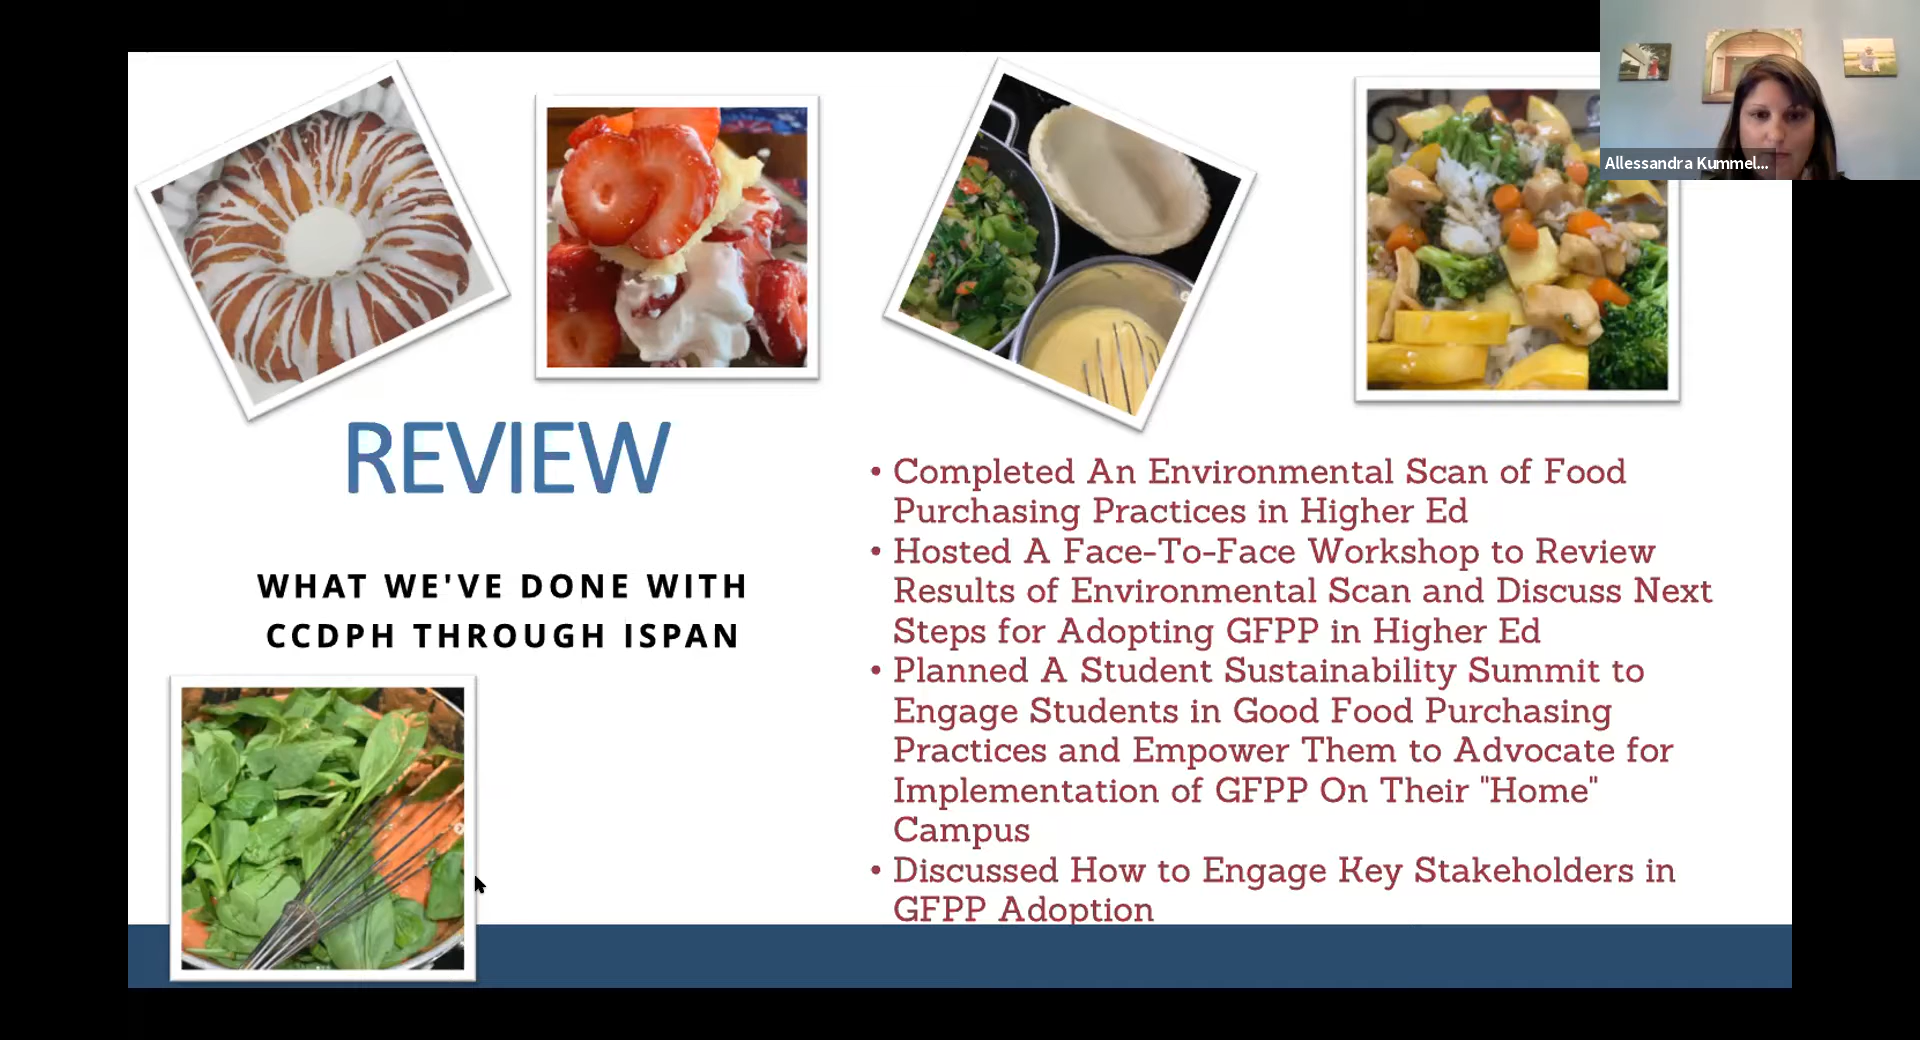 Allessandra Kummel...
REVIEW
WHAT WE'VE DONE WITH
CCDPH THROUGH ISPAN
• Completed An Environmental Scan of Food
Purchasing Practices in Higher Ed
• Hosted A Face-To-Face Workshop to Review
Results of Environmental Scan and Discuss Next
Steps for Adopting GFPP in Higher Ed
• Planned A Student Sustainability Summit to
Engage Students in Good Food Purchasing
Practices and Empower Them to Advocate for
Implementation of GFPP On Their "Home"
Campus
• Discussed How to Engage Key Stakeholders in
GFPP Adoption